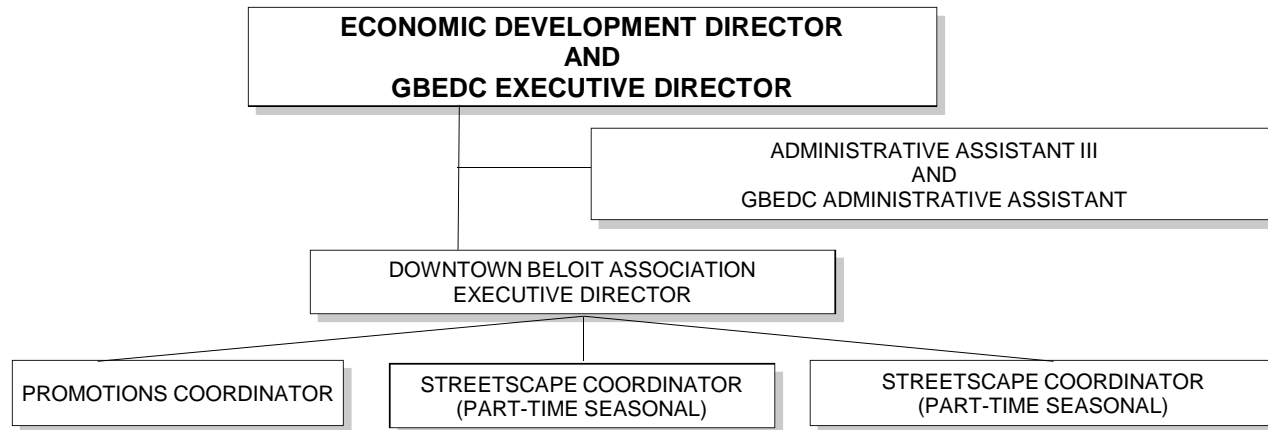 ECONOMIC DEVELOPMENT DIRECTOR
AND
GBEDC EXECUTIVE DIRECTOR
ADMINISTRATIVE ASSISTANT III
AND
GBEDC ADMINISTRATIVE ASSISTANT
DOWNTOWN BELOIT ASSOCIATION
EXECUTIVE DIRECTOR
PROMOTIONS COORDINATOR
STREETSCAPE COORDINATOR
(PART-TIME SEASONAL)
STREETSCAPE COORDINATOR
(PART-TIME SEASONAL)